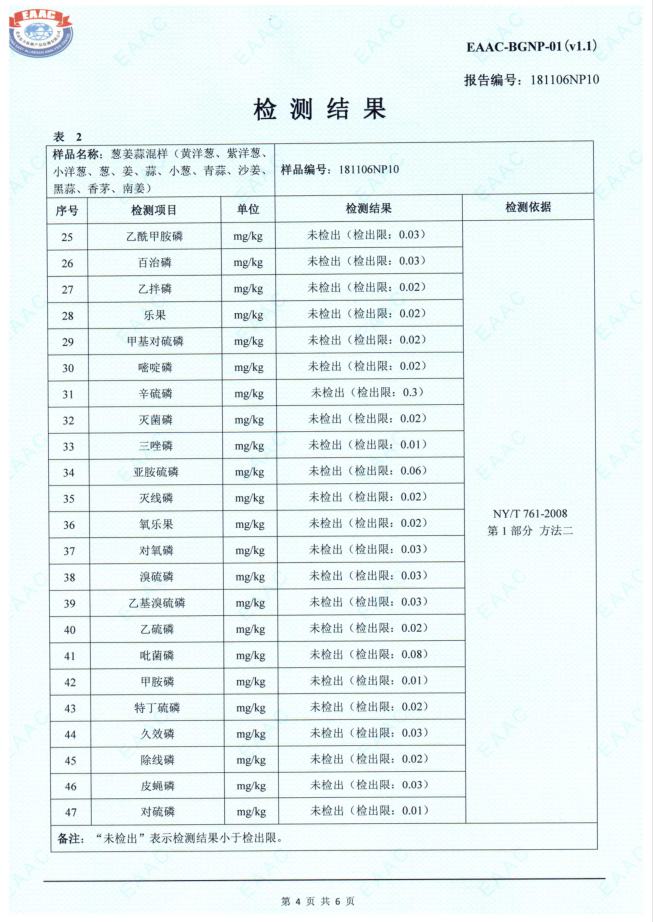 EAAC
EAAC-BGNP-01(v1.1)
报告编号：181106NP10
检 测 结 果
表 2
样品名称：葱姜蒜混样（黄洋葱、紫洋葱、
小洋葱、葱、姜、蒜、小葱、青蒜、沙姜、
黑蒜、香茅、南姜）
样品编号：181106NP10
序号 检测项目 单位 检测结果 检测依据
25 乙酰甲胺磷 mg/kg 未检出（检出限：0.03）
26 百治磷 mg/kg 未检出（检出限：0.03）
27 乙拌磷 mg/kg 未检出（检出限：0.02）
28 乐果 mg/kg 未检出（检出限：0.02）
29 甲基对硫磷 mg/kg 未检出（检出限：0.02）
30 嘧啶磷 mg/kg 未检出（检出限：0.02）
31 辛硫磷 mg/kg 未检出（检出限：0.3）
32 灭菌磷 mg/kg 未检出（检出限：0.02）
33 三唑磷 mg/kg 未检出（检出限：0.01）
34 亚胺硫磷 mg/kg 未检出（检出限：0.06）
35 灭线磷 mg/kg 未检出（检出限：0.02）
36 氧乐果 mg/kg 未检出（检出限：0.02）
37 对氧磷 mg/kg 未检出（检出限：0.03）
38 溴硫磷 mg/kg 未检出（检出限：0.03）
39 乙基溴硫磷 mg/kg 未检出（检出限：0.03）
40 乙硫磷 mg/kg 未检出（检出限：0.02）
41 吡菌磷 mg/kg 未检出（检出限：0.08）
42 甲胺磷 mg/kg 未检出（检出限：0.01）
43 特丁硫磷 mg/kg 未检出（检出限：0.02）
44 久效磷 mg/kg 未检出（检出限：0.03）
45 除线磷 mg/kg 未检出（检出限：0.02）
46 皮蝇磷 mg/kg 未检出（检出限：0.03）
47 对硫磷 mg/kg 未检出（检出限：0.01）
NY/T 761-2008
第 1 部分 方法二
备注：“未检出”表示检测结果小于检出限。
第 4 页 共 6 页